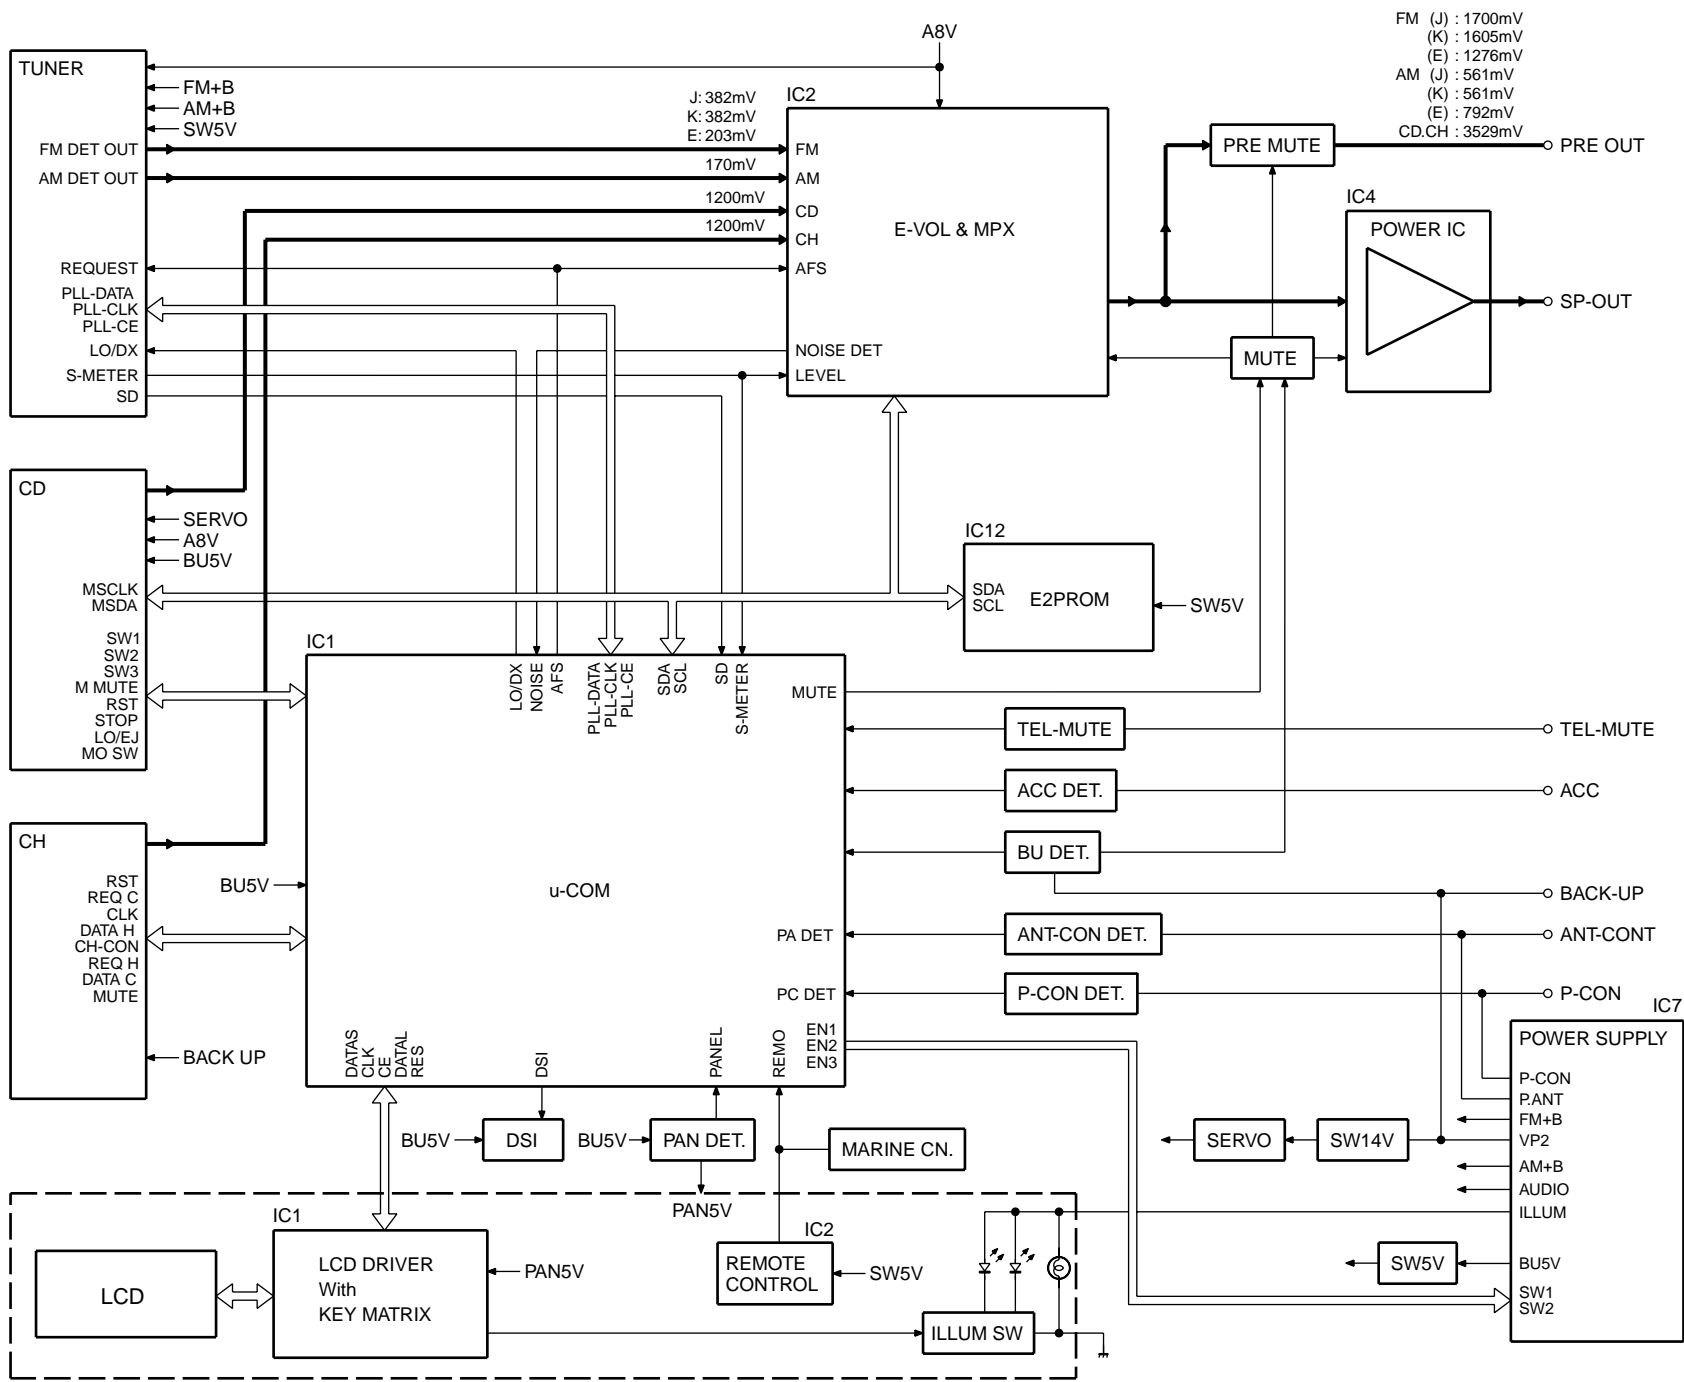 FM (J) : 1700mV
(K) : 1605mV
(E) : 1276mV
AM (J) : 561mV
(K) : 561mV
(E) : 792mV
CD.CH : 3529mV
A8V
TUNER
FM+B
AM+B
SW5V
FM DET OUT
AM DET OUT
REQUEST
PLL-DATA
PLL-CLK
PLL-CE
LO/DX
S-METER
SD
J: 382mV
K: 382mV
E: 203mV
170mV
1200mV
1200mV
IC2
FM
AM
CD
CH
AFS
NOISE DET
LEVEL
E-VOL & MPX
PRE MUTE
PRE OUT
IC4
POWER IC
SP-OUT
MUTE
CD
SERVO
A8V
BU5V
MSCLK
MSDA
SW1
SW2
SW3
M MUTE
RST
STOP
LO/EJ
MO SW
IC12
SDA
SCL
E2PROM
SW5V
IC1
LO/DX
NOISE
AFS
PLL-DATA
PLL-CLK
PLL-CE
SDA
SCL
SD
S-METER
MUTE
TEL-MUTE
TEL-MUTE
ACC DET.
ACC
BU DET.
BACK-UP
CH
RST
REQ C
CLK
DATA H
CH-CON
REQ H
DATA C
MUTE
BACK UP
BU5V
u-COM
PA DET
ANT-CON DET.
ANT-CONT
PC DET
P-CON DET.
P-CON
EN1
EN2
EN3
DATAS
CLK
CE
DATAL
RES
DSI
PANEL
REMO
IC7
POWER SUPPLY
P-CON
P.ANT
FM+B
VP2
AM+B
AUDIO
ILLUM
BU5V
SW1
SW2
BU5V
DSI
BU5V
PAN DET.
PAN5V
MARINE CN.
SERVO
SW14V
SW5V
IC1
LCD DRIVER
With
KEY MATRIX
LCD
PAN5V
IC2
REMOTE
CONTROL
SW5V
ILLUM SW